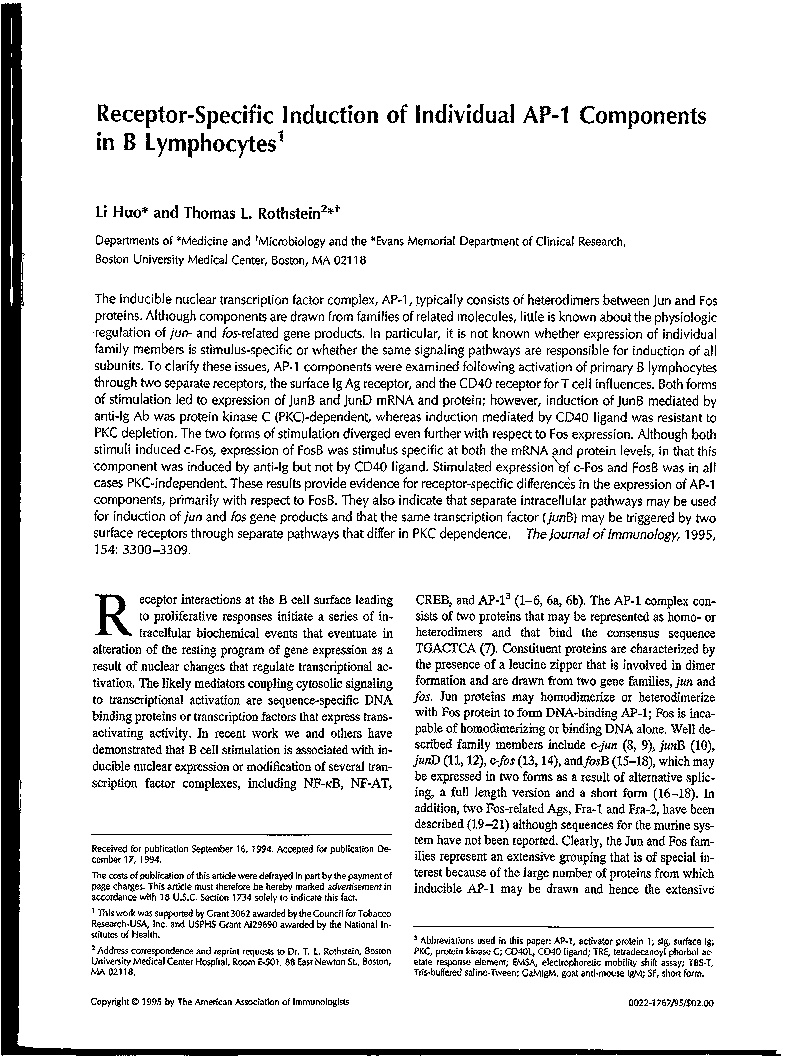 Receptor-Specific Induction of Individual AP-1 Components
in B Lymphocytes¹
Li Huo* and Thomas L. Rothstein²*†
Departments of *Medicine and †Microbiology and the *Evans Memorial Department of Clinical Research,
Boston University Medical Center, Boston, MA 02118
The inducible nuclear transcription factor complex, AP-1, typically consists of heterodimers between Jun and Fos
proteins. Although components are drawn from families of related molecules, little is known about the physiologic
regulation of jun- and fos-related gene products. In particular, it is not known whether expression of individual
family members is stimulus-specific or whether the same signaling pathways are responsible for induction of all
subunits. To clarify these issues, AP-1 components were examined following activation of primary B lymphocytes
through two separate receptors, the surface Ig Ag receptor, and the CD40 receptor for T cell influences. Both forms
of stimulation led to expression of JunB and JunD mRNA and protein; however, induction of JunB mediated by
anti-Ig Ab was protein kinase C (PKC)-dependent, whereas induction mediated by CD40 ligand was resistant to
PKC depletion. The two forms of stimulation diverged even further with respect to Fos expression. Although both
stimuli induced c-Fos, expression of FosB was stimulus specific at both the mRNA and protein levels, in that this
component was induced by anti-Ig but not by CD40 ligand. Stimulated expression of c-Fos and FosB was in all
cases PKC-independent. These results provide evidence for receptor-specific differences in the expression of AP-1
components, primarily with respect to FosB. They also indicate that separate intracellular pathways may be used
for induction of jun and fos gene products and that the same transcription factor (junB) may be triggered by two
surface receptors through separate pathways that differ in PKC dependence. The Journal of Immunology, 1995,
154: 3300–3309.
Receptor interactions at the B cell surface leading
to proliferative responses initiate a series of in-
tracellular biochemical events that eventuate in
alteration of the resting program of gene expression as a
result of nuclear changes that regulate transcriptional ac-
tivation. The likely mediators coupling cytosolic signaling
to transcriptional activation are sequence-specific DNA
binding proteins or transcription factors that express trans-
activating activity. In recent work we and others have
demonstrated that B cell stimulation is associated with in-
ducible nuclear expression or modification of several tran-
scription factor complexes, including NF-κB, NF-AT,
Received for publication September 16, 1994. Accepted for publication De-
cember 17, 1994.
The costs of publication of this article were defrayed in part by the payment of
page charges. This article must therefore be hereby marked advertisement in
accordance with 18 U.S.C. Section 1734 solely to indicate this fact.
¹ This work was supported by Grant 3062 awarded by the Council for Tobacco
Research-USA, Inc. and USPHS Grant AI29690 awarded by the National In-
stitutes of Health.
² Address correspondence and reprint requests to Dr. T. L. Rothstein, Boston
University Medical Center Hospital, Room E-501, 88 East Newton St., Boston,
MA 02118.
CREB, and AP-1³ (1–6, 6a, 6b). The AP-1 complex con-
sists of two proteins that may be represented as homo- or
heterodimers and that bind the consensus sequence
TGACTCA (7). Constituent proteins are characterized by
the presence of a leucine zipper that is involved in dimer
formation and are drawn from two gene families, jun and
fos. Jun proteins may homodimerize or heterodimerize
with Fos protein to form DNA-binding AP-1; Fos is inca-
pable of homodimerizing or binding DNA alone. Well de-
scribed family members include c-jun (8, 9), junB (10),
junD (11, 12), c-fos (13, 14), and fosB (15–18), which may
be expressed in two forms as a result of alternative splic-
ing, a full length version and a short form (16–18). In
addition, two Fos-related Ags, Fra-1 and Fra-2, have been
described (19–21) although sequences for the murine sys-
tem have not been reported. Clearly, the Jun and Fos fam-
ilies represent an extensive grouping that is of special in-
terest because of the large number of proteins from which
inducible AP-1 may be drawn and hence the extensive
³ Abbreviations used in this paper: AP-1, activator protein 1; sIg, surface Ig;
PKC, protein kinase C; CD40L, CD40 ligand; TRE, tetradecanoyl phorbol ac-
etate response element; EMSA, electrophoretic mobility shift assay; TBS-T,
Tris-buffered saline-Tween; GaMIgM, goat anti-mouse IgM; SF, short form.
Copyright © 1995 by The American Association of Immunologists
0022-1767/95/$02.00